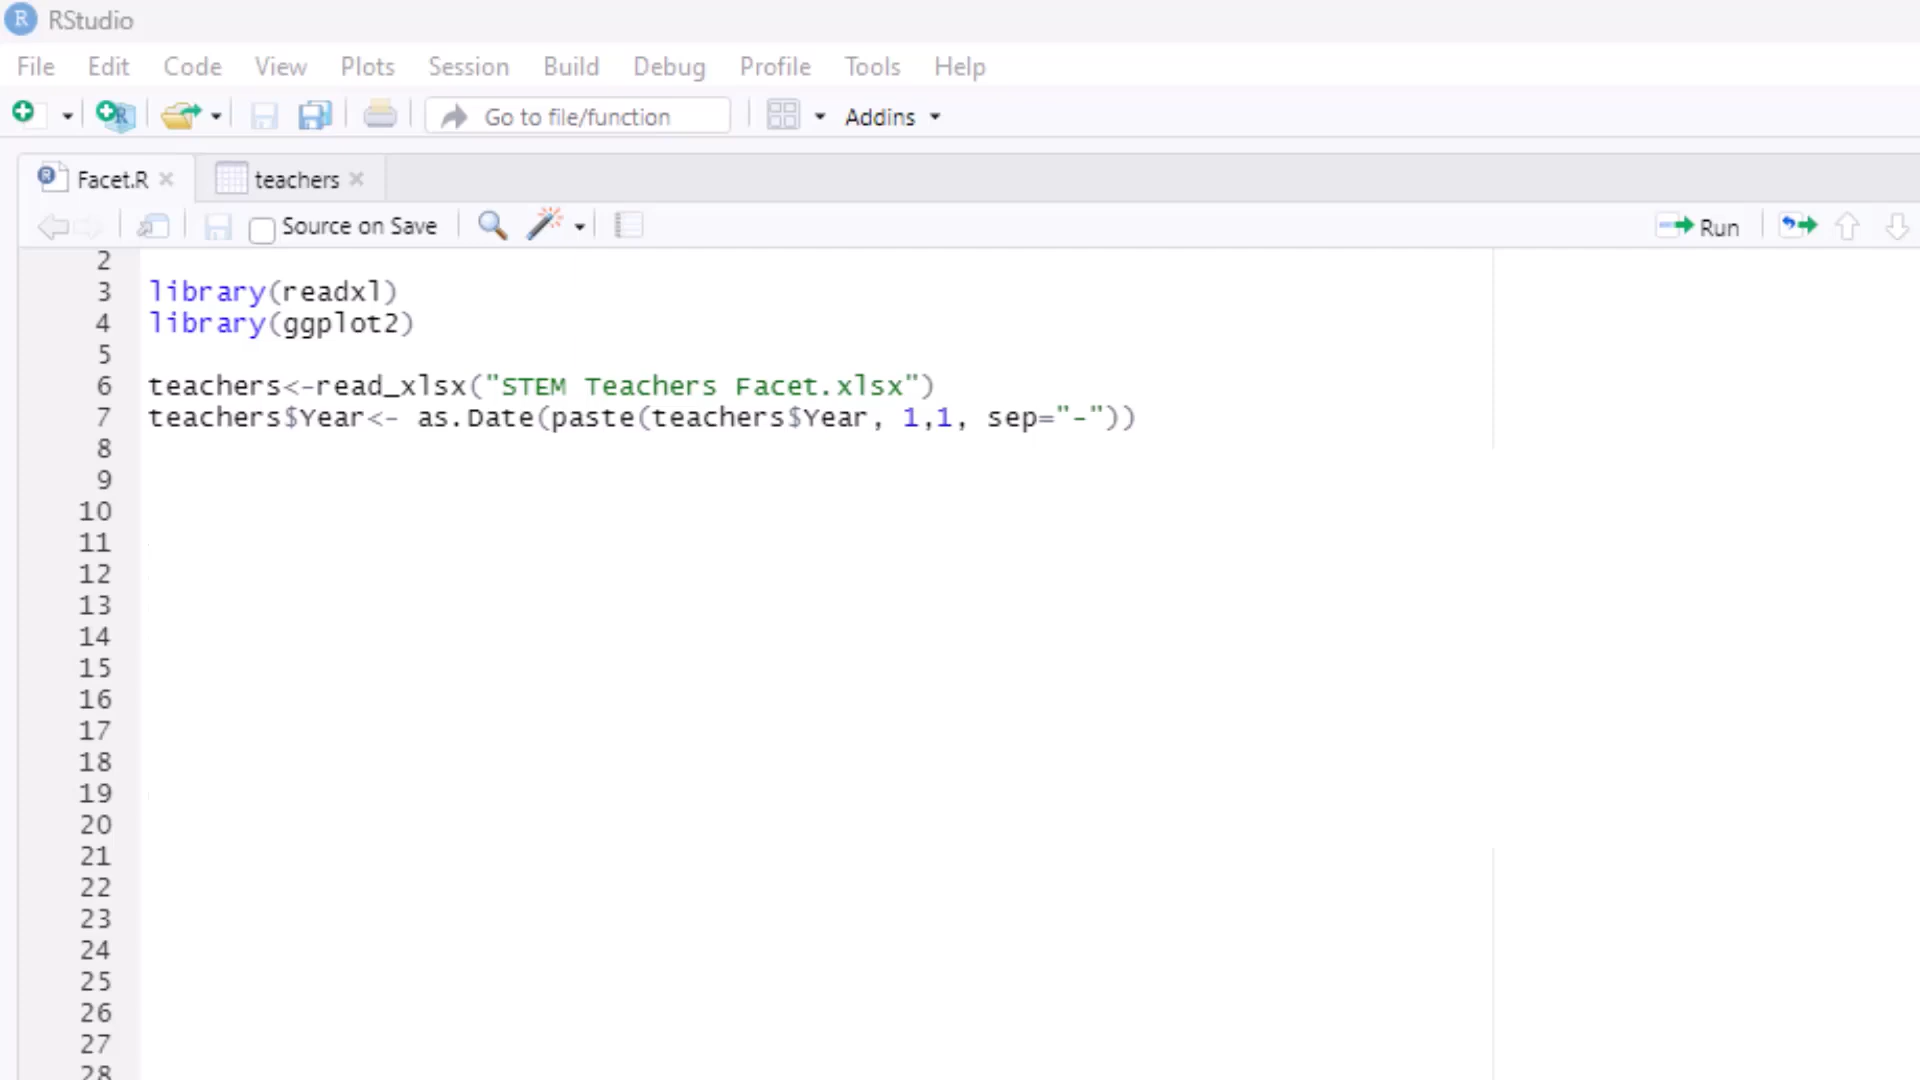 RStudio
File Edit Code View Plots Session Build Debug Profile Tools Help
Go to file/function Addins
Facet.R teachers
Source on Save Run
2
3 library(readxl)
4 library(ggplot2)
5
6 teachers<-read_xlsx("STEM Teachers Facet.xlsx")
7 teachers$Year<- as.Date(paste(teachers$Year, 1,1, sep="-"))
8
9
10
11
12
13
14
15
16
17
18
19
20
21
22
23
24
25
26
27
28